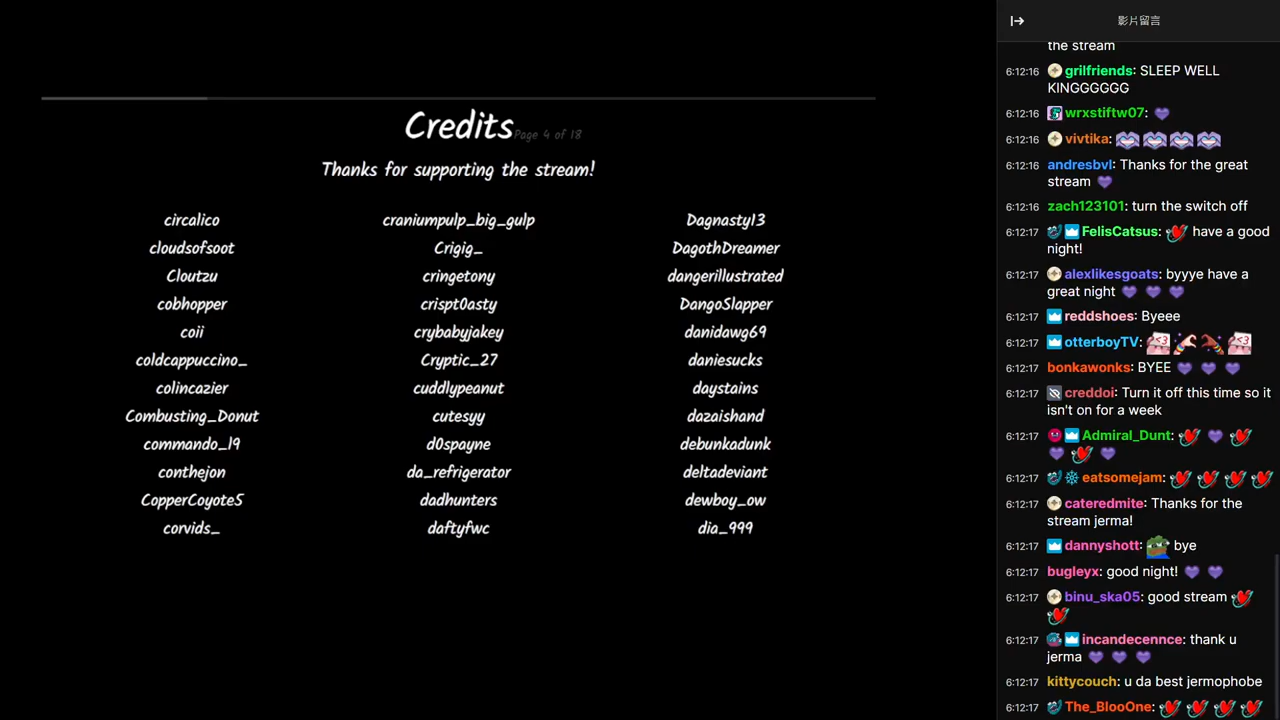 Credits Page 4 of 18
Thanks for supporting the stream!
circalico
cloudsofsoot
Cloutzu
cobhopper
coii
coldcappuccino_
colincazier
Combusting_Donut
commando_19
conthejon
CopperCoyote5
corvids_
craniumpulp_big_gulp
Crigig_
cringetony
crispt0asty
crybabyjakey
Cryptic_27
cuddlypeanut
cutesyy
d0spayne
da_refrigerator
dadhunters
daftyfwc
Dagnasty13
DagothDreamer
dangerillustrated
DangoSlapper
danidawg69
daniesucks
daystains
dazaishand
debunkadunk
deltadeviant
dewboy_ow
dia_999
影片留言
the stream
6:12:16 grilfriends: SLEEP WELL
KINGGGGGG
6:12:16 wrxstiftw07:
6:12:16 vivtika:
6:12:16 andresbvl: Thanks for the great
stream
6:12:16 zach123101: turn the switch off
6:12:17 FelisCatsus: have a good
night!
6:12:17 alexlikesgoats: byyye have a
great night
6:12:17 reddshoes: Byeee
6:12:17 otterboyTV: <3 <3
6:12:17 bonkawonks: BYEE
6:12:17 creddoi: Turn it off this time so it
isn't on for a week
6:12:17 Admiral_Dunt:
6:12:17 eatsomejam:
6:12:17 cateredmite: Thanks for the
stream jerma!
6:12:17 dannyshott: bye
6:12:17 bugleyx: good night!
6:12:17 binu_ska05: good stream
6:12:17 incandecennce: thank u
jerma
6:12:17 kittycouch: u da best jermophobe
6:12:17 The_BlooOne: